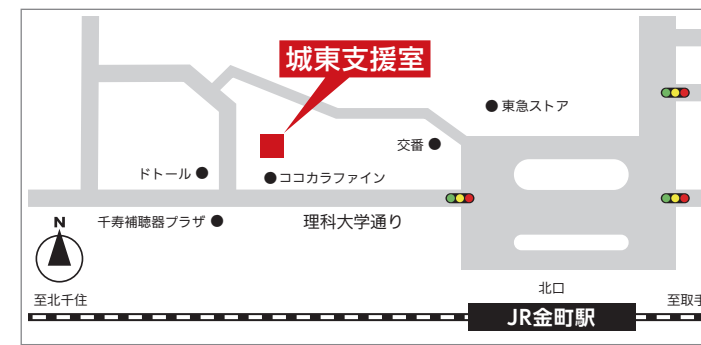 城東支援室
東急ストア
交番
ドトール
ココカラファイン
千寿補聴器プラザ
理科大学通り
N
北口
至北千住
至取手
JR金町駅